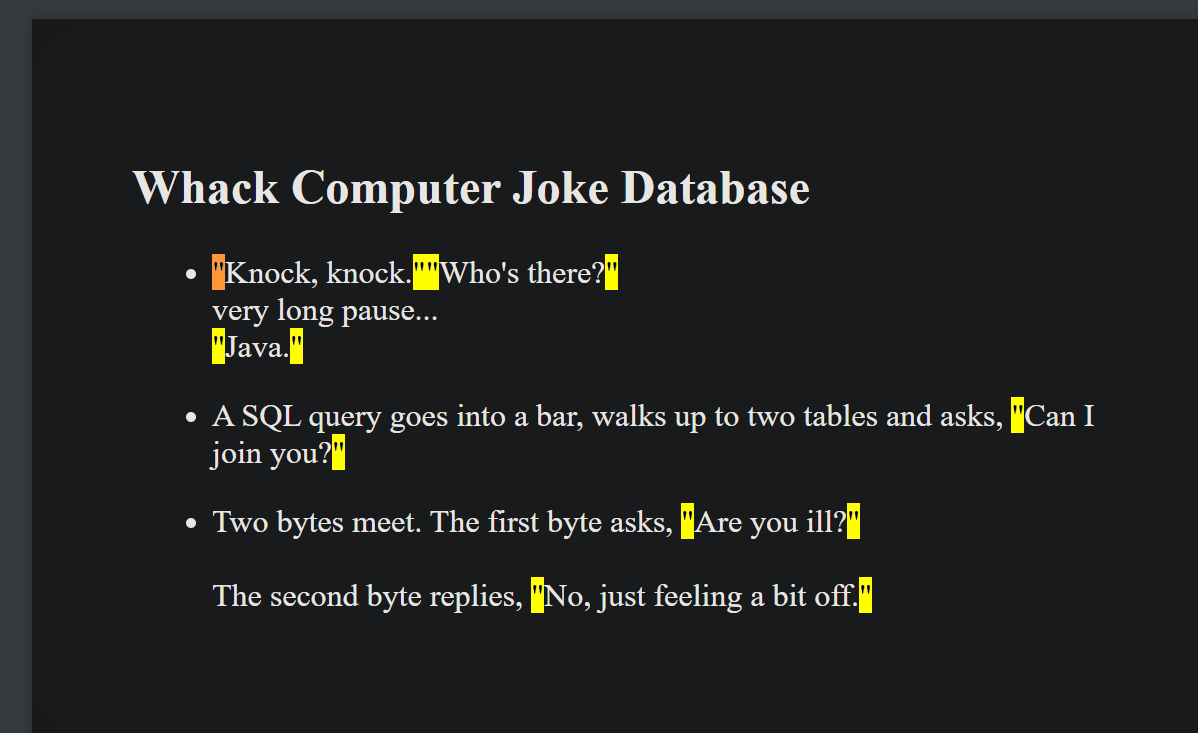 Whack Computer Joke Database
• "Knock, knock.""Who's there?"
very long pause...
"Java."
• A SQL query goes into a bar, walks up to two tables and asks, "Can I
join you?"
• Two bytes meet. The first byte asks, "Are you ill?"
The second byte replies, "No, just feeling a bit off."